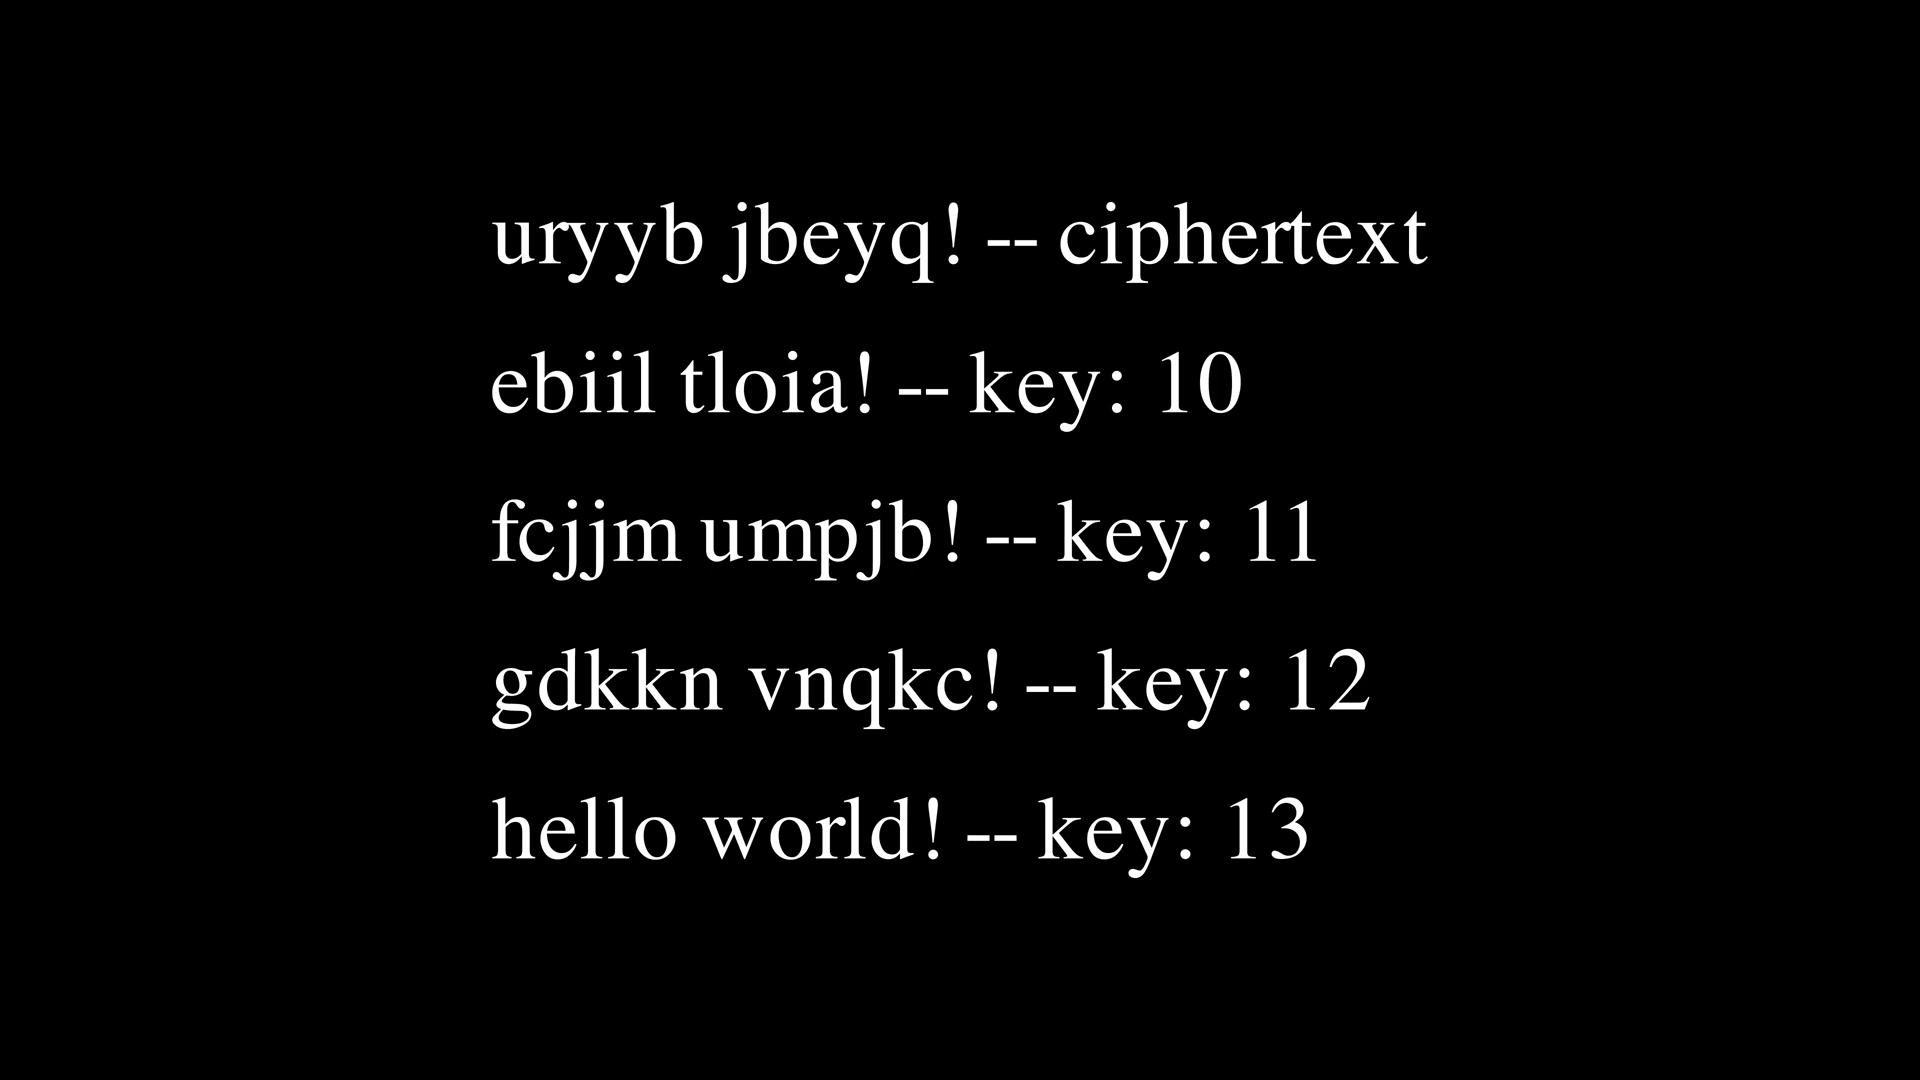 uryyb jbeyq! -- ciphertext
ebiil tloia! -- key: 10
fcjjm umpjb! -- key: 11
gdkkn vnqkc! -- key: 12
hello world! -- key: 13